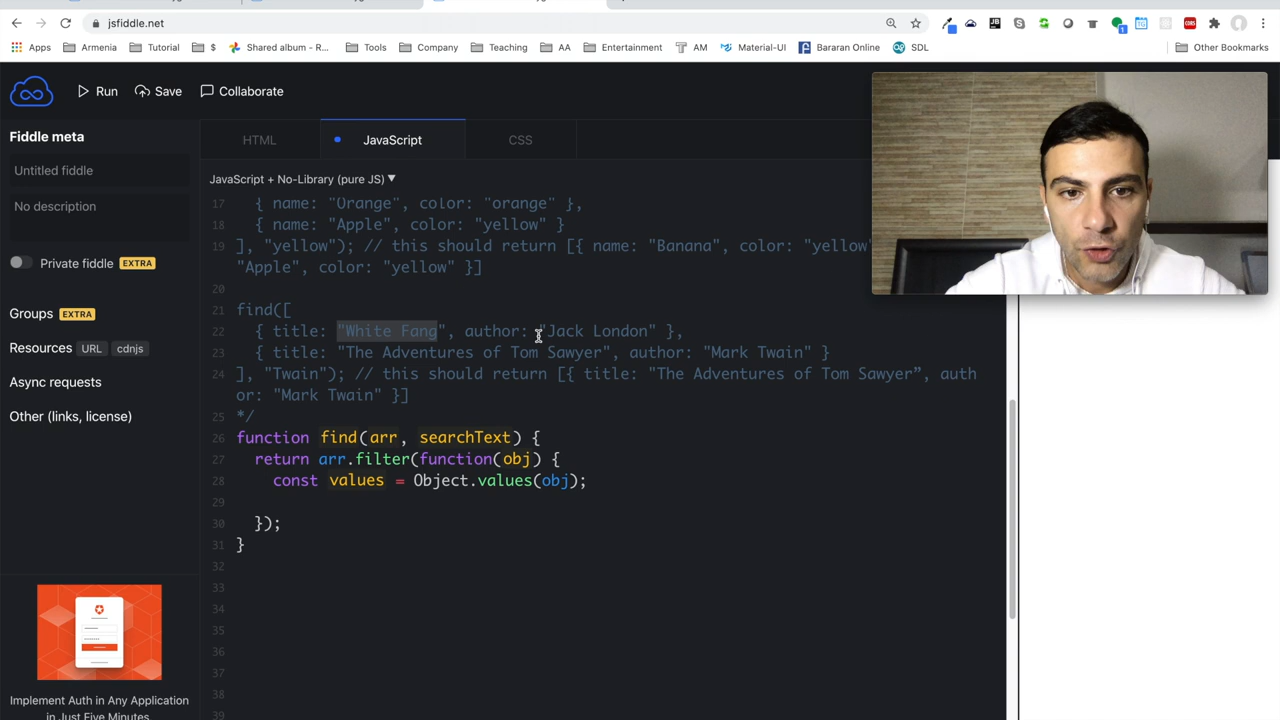 jsfiddle.net
Apps
Armenia
Tutorial
$
Shared album - R...
Tools
Company
Teaching
AA
Entertainment
AM
Material-UI
Bararan Online
SDL
Other Bookmarks
Run
Save
Collaborate
Fiddle meta
Untitled fiddle
No description
Private fiddle EXTRA
Groups EXTRA
Resources URL cdnjs
Async requests
Other (links, license)
Implement Auth in Any Application
in Just Five Minutes
HTML
JavaScript
CSS
JavaScript + No-Library (pure JS) ▼
17 { name: "Orange", color: "orange" },
18 { name: "Apple", color: "yellow" }
19 ], "yellow"); // this should return [{ name: "Banana", color: "yellow"
"Apple", color: "yellow" }]
20
21 find([
22 { title: "White Fang", author: "Jack London" },
23 { title: "The Adventures of Tom Sawyer", author: "Mark Twain" }
24 ], "Twain"); // this should return [{ title: "The Adventures of Tom Sawyer”, auth
or: "Mark Twain" }]
25 */
26 function find(arr, searchText) {
27 return arr.filter(function(obj) {
28 const values = Object.values(obj);
29
30 });
31 }
32
33
34
35
36
37
38
39